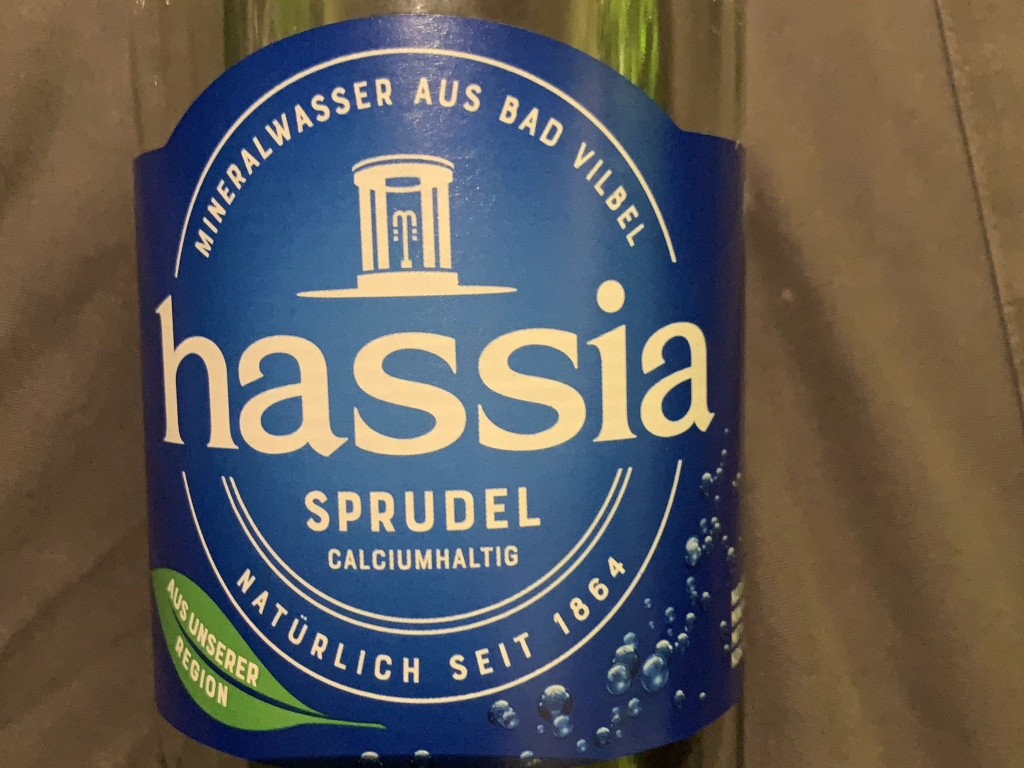 MINERALWASSER AUS BAD VILBEL
hassia
SPRUDEL
CALCIUMHALTIG
NATÜRLICH SEIT 1864
AUS UNSERER
REGION